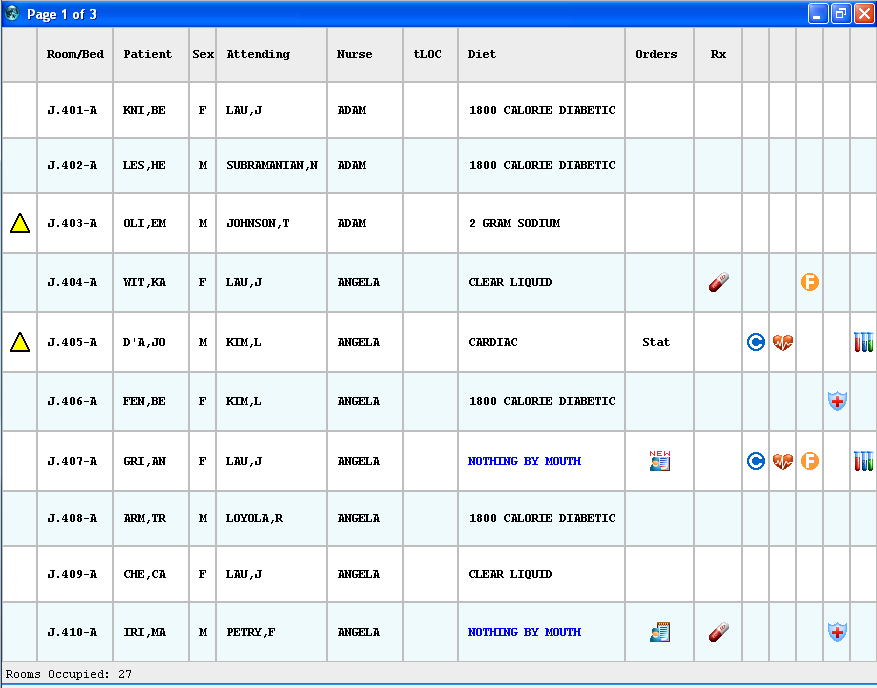 Page 1 of 3
Room/Bed Patient Sex Attending Nurse tLOC Diet Orders Rx
J.401-A KNI,BE F LAU,J ADAM 1800 CALORIE DIABETIC
J.402-A LES,HE M SUBRAMANIAN,N ADAM 1800 CALORIE DIABETIC
J.403-A OLI,EM M JOHNSON,T ADAM 2 GRAM SODIUM
J.404-A WIT,KA F LAU,J ANGELA CLEAR LIQUID F
J.405-A D'A,JO M KIM,L ANGELA CARDIAC Stat C
J.406-A FEN,BE F KIM,L ANGELA 1800 CALORIE DIABETIC
J.407-A GRI,AN F LAU,J ANGELA NOTHING BY MOUTH NEW C F
J.408-A ARM,TR M LOYOLA,R ANGELA 1800 CALORIE DIABETIC
J.409-A CHE,CA F LAU,J ANGELA CLEAR LIQUID
J.410-A IRI,MA M PETRY,F ANGELA NOTHING BY MOUTH
Rooms Occupied: 27